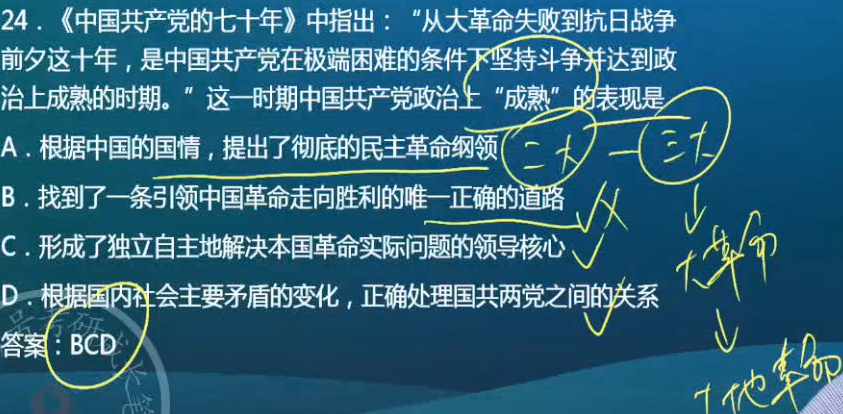 24．《中国共产党的七十年》中指出：“从大革命失败到抗日战争
前夕这十年，是中国共产党在极端困难的条件下坚持斗争并达到政
治上成熟的时期。”这一时期中国共产党政治上“成熟”的表现是
A．根据中国的国情，提出了彻底的民主革命纲领
二大 — 三大
B．找到了一条引领中国革命走向胜利的唯一正确的道路
C．形成了独立自主地解决本国革命实际问题的领导核心
大革命
D．根据国内社会主要矛盾的变化，正确处理国共两党之间的关系
答案：BCD
土地革命